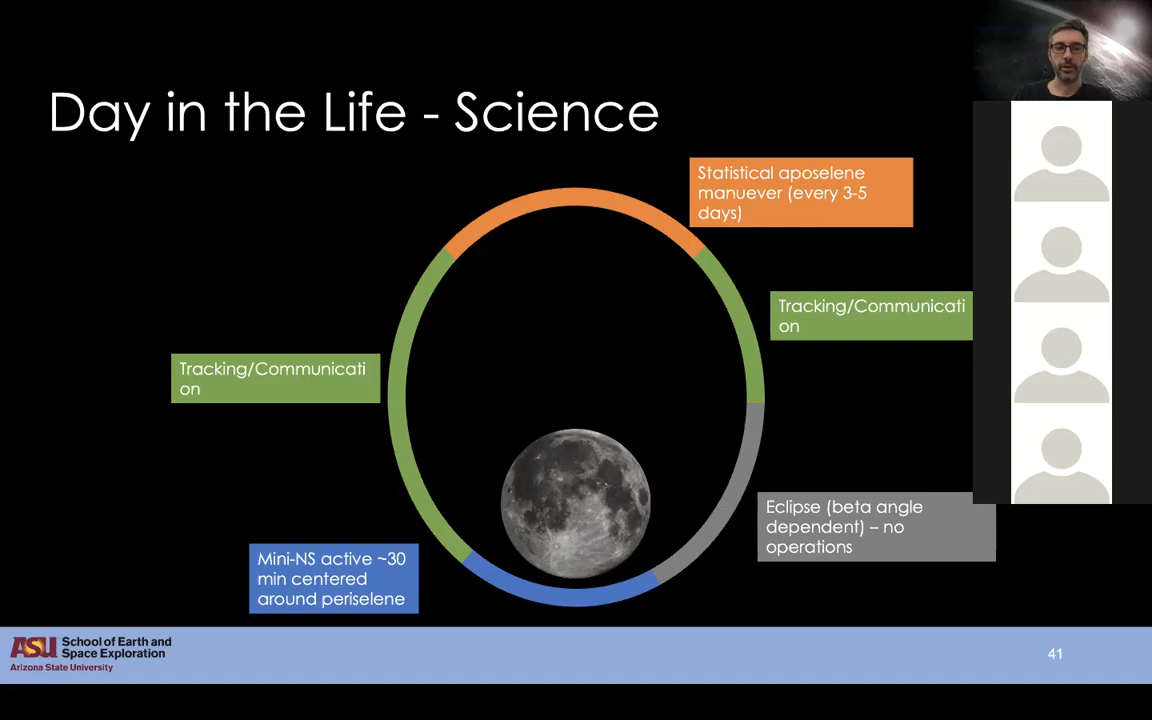 Day in the Life - Science
Statistical aposelene
manuever (every 3-5
days)
Tracking/Communicati
on
Tracking/Communicati
on
Eclipse (beta angle
dependent) – no
operations
Mini-NS active ~30
min centered
around periselene
ASU School of Earth and
Space Exploration
Arizona State University
41